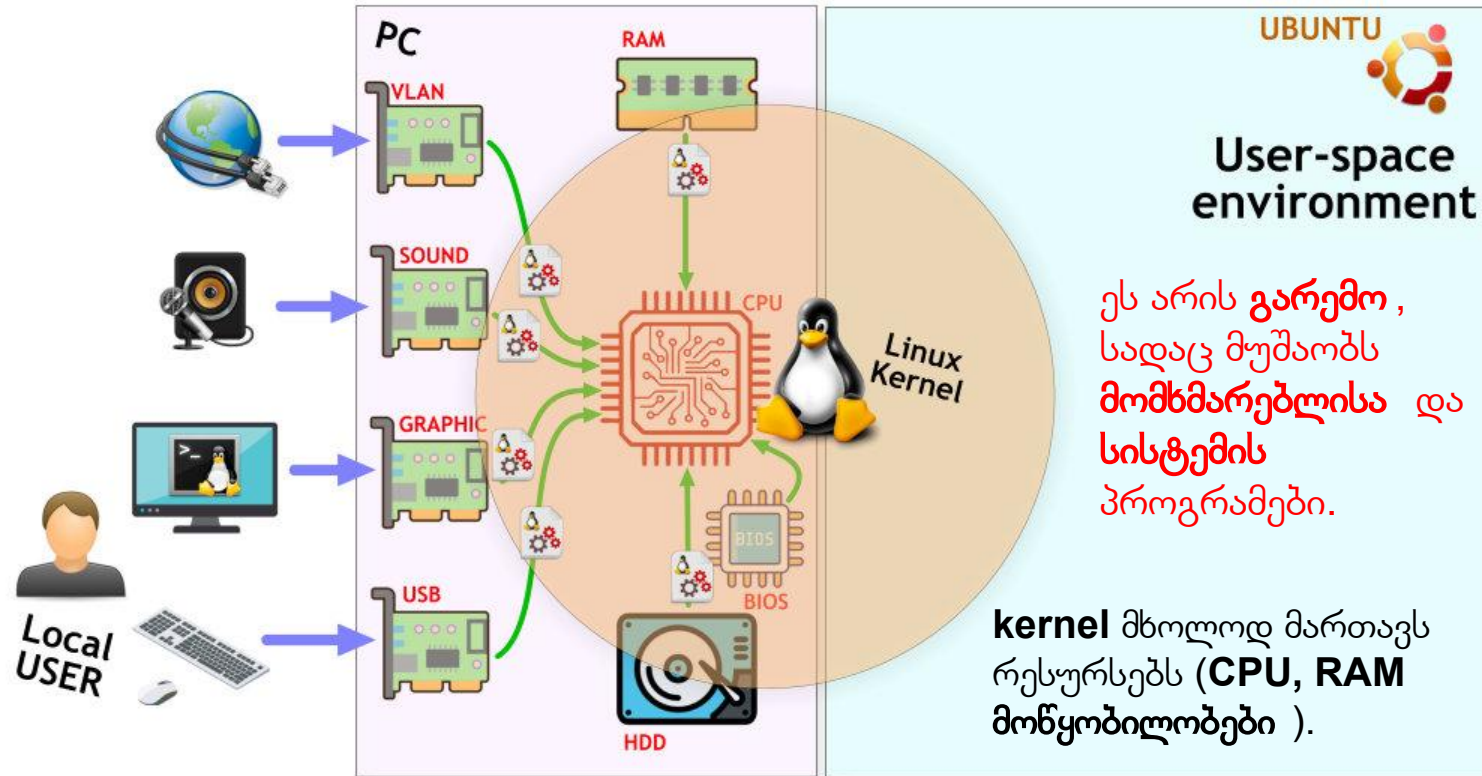 PC
VLAN
SOUND
GRAPHIC
USB
RAM
CPU
BIOS
BIOS
HDD
>_
Local
USER
Linux
Kernel
UBUNTU
User-space
environment
ეს არის გარემო ,
სადაც მუშაობს
მომხმარებლისა და
სისტემის
პროგრამები.
kernel მხოლოდ მართავს
რესურსებს (CPU, RAM
მოწყობილობები ).